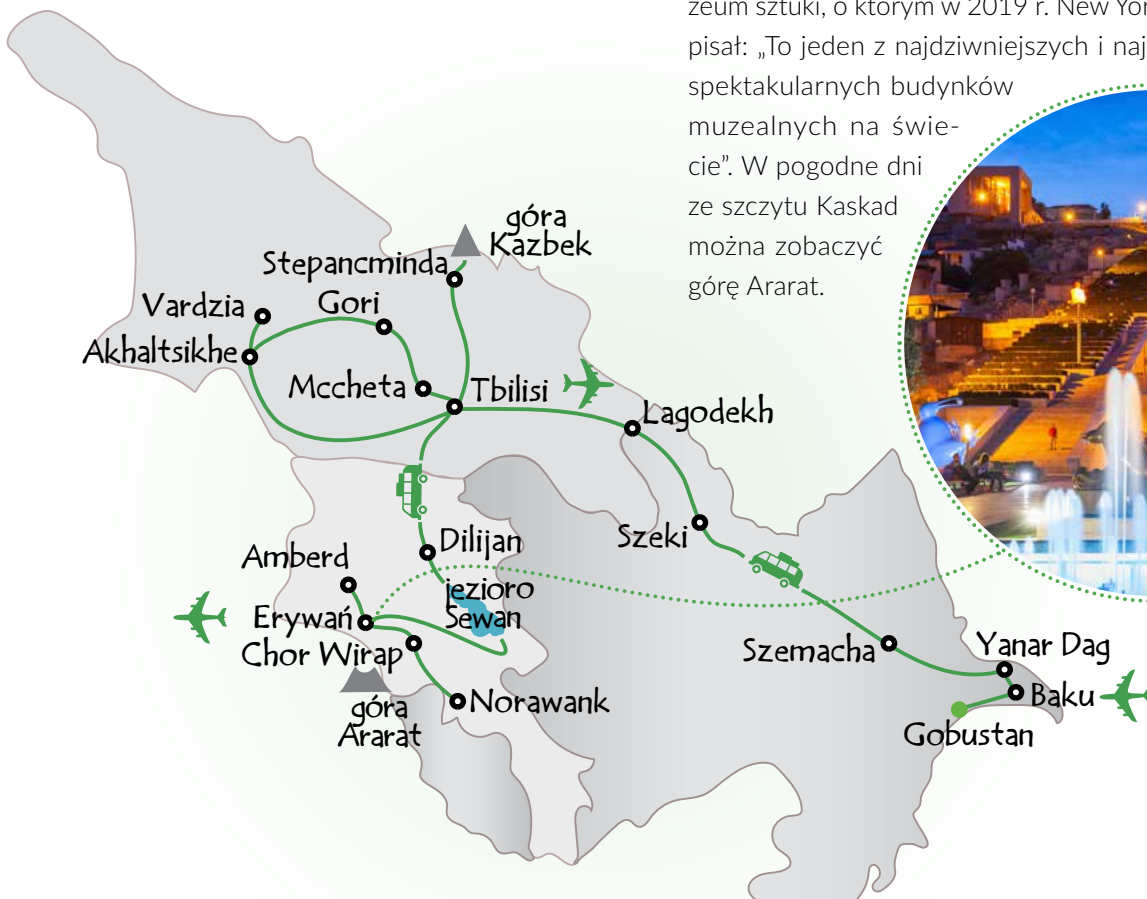 zeum sztuki, o którym w 2019 r. New Yor
pisał: „To jeden z najdziwniejszych i naj
spektakularnych budynków
muzealnych na świe-
cie”. W pogodne dni
ze szczytu Kaskad
można zobaczyć
górę Ararat.
góra
Kazbek
Stepancminda
Gori
Vardzia
Akhaltsikhe
Mccheta
Tbilisi
Lagodekh
Szeki
Dilijan
Amberd
jezioro
Sewan
Erywań
Chor Wirap
góra
Ararat
Norawank
Szemacha
Yanar Dag
Baku
Gobustan